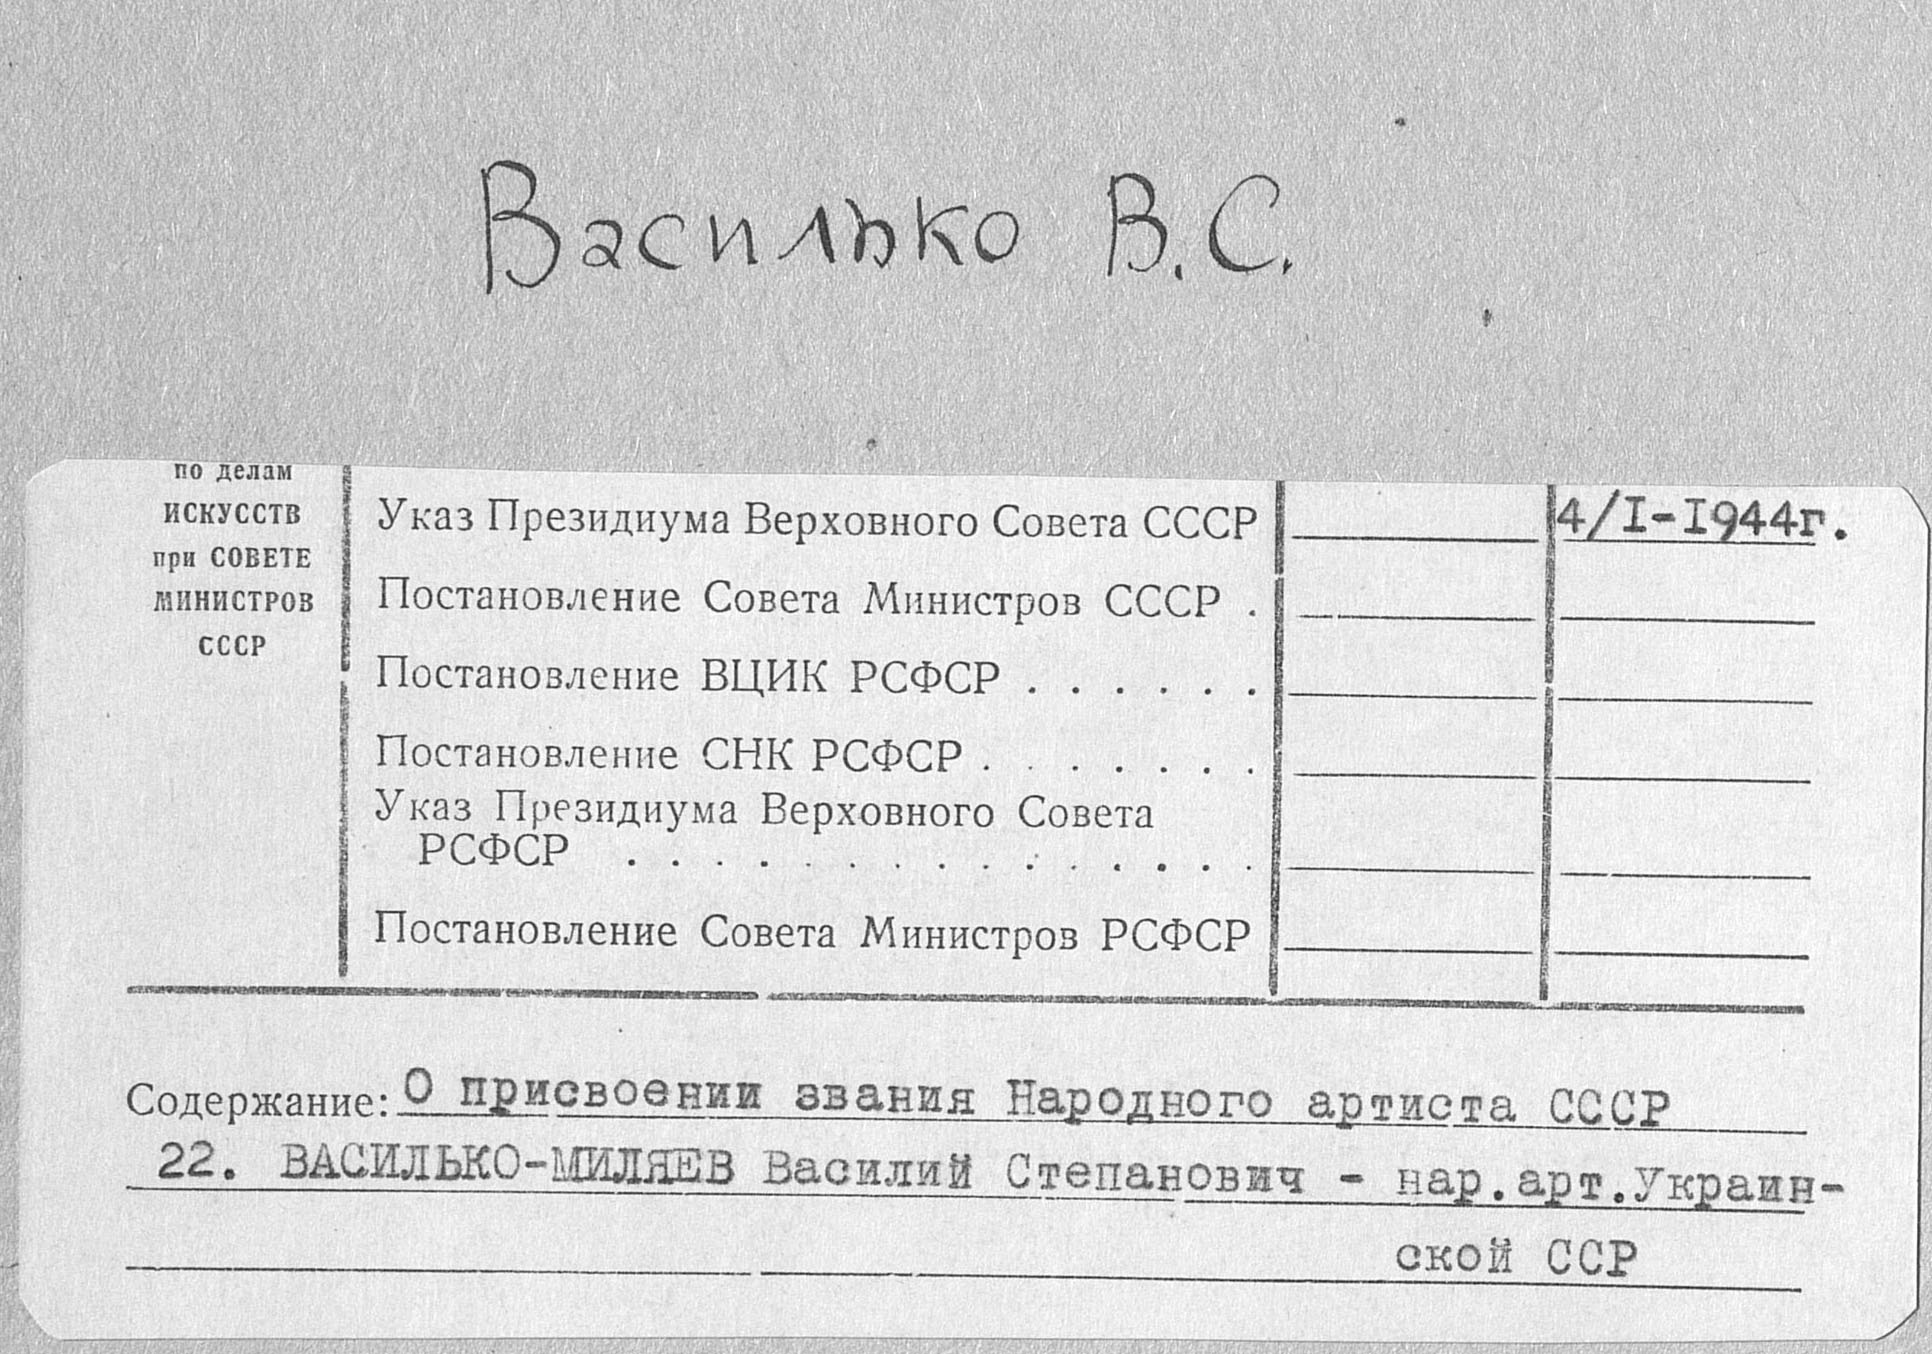 Василько В.С.
по делам
ИСКУССТВ
при СОВЕТЕ
МИНИСТРОВ
СССР
Указ Президиума Верховного Совета СССР 4/I-I944г.
Постановление Совета Министров СССР .
Постановление ВЦИК РСФСР . . . . . .
Постановление СНК РСФСР . . . . . . .
Указ Президиума Верховного Совета
РСФСР . . . . . . . . . . . . . . .
Постановление Совета Министров РСФСР
Содержание: О присвоении звания Народного артиста СССР
22. ВАСИЛЬКО-МИЛЯЕВ Василий Степанович - нар.арт.Украин-
ской ССР